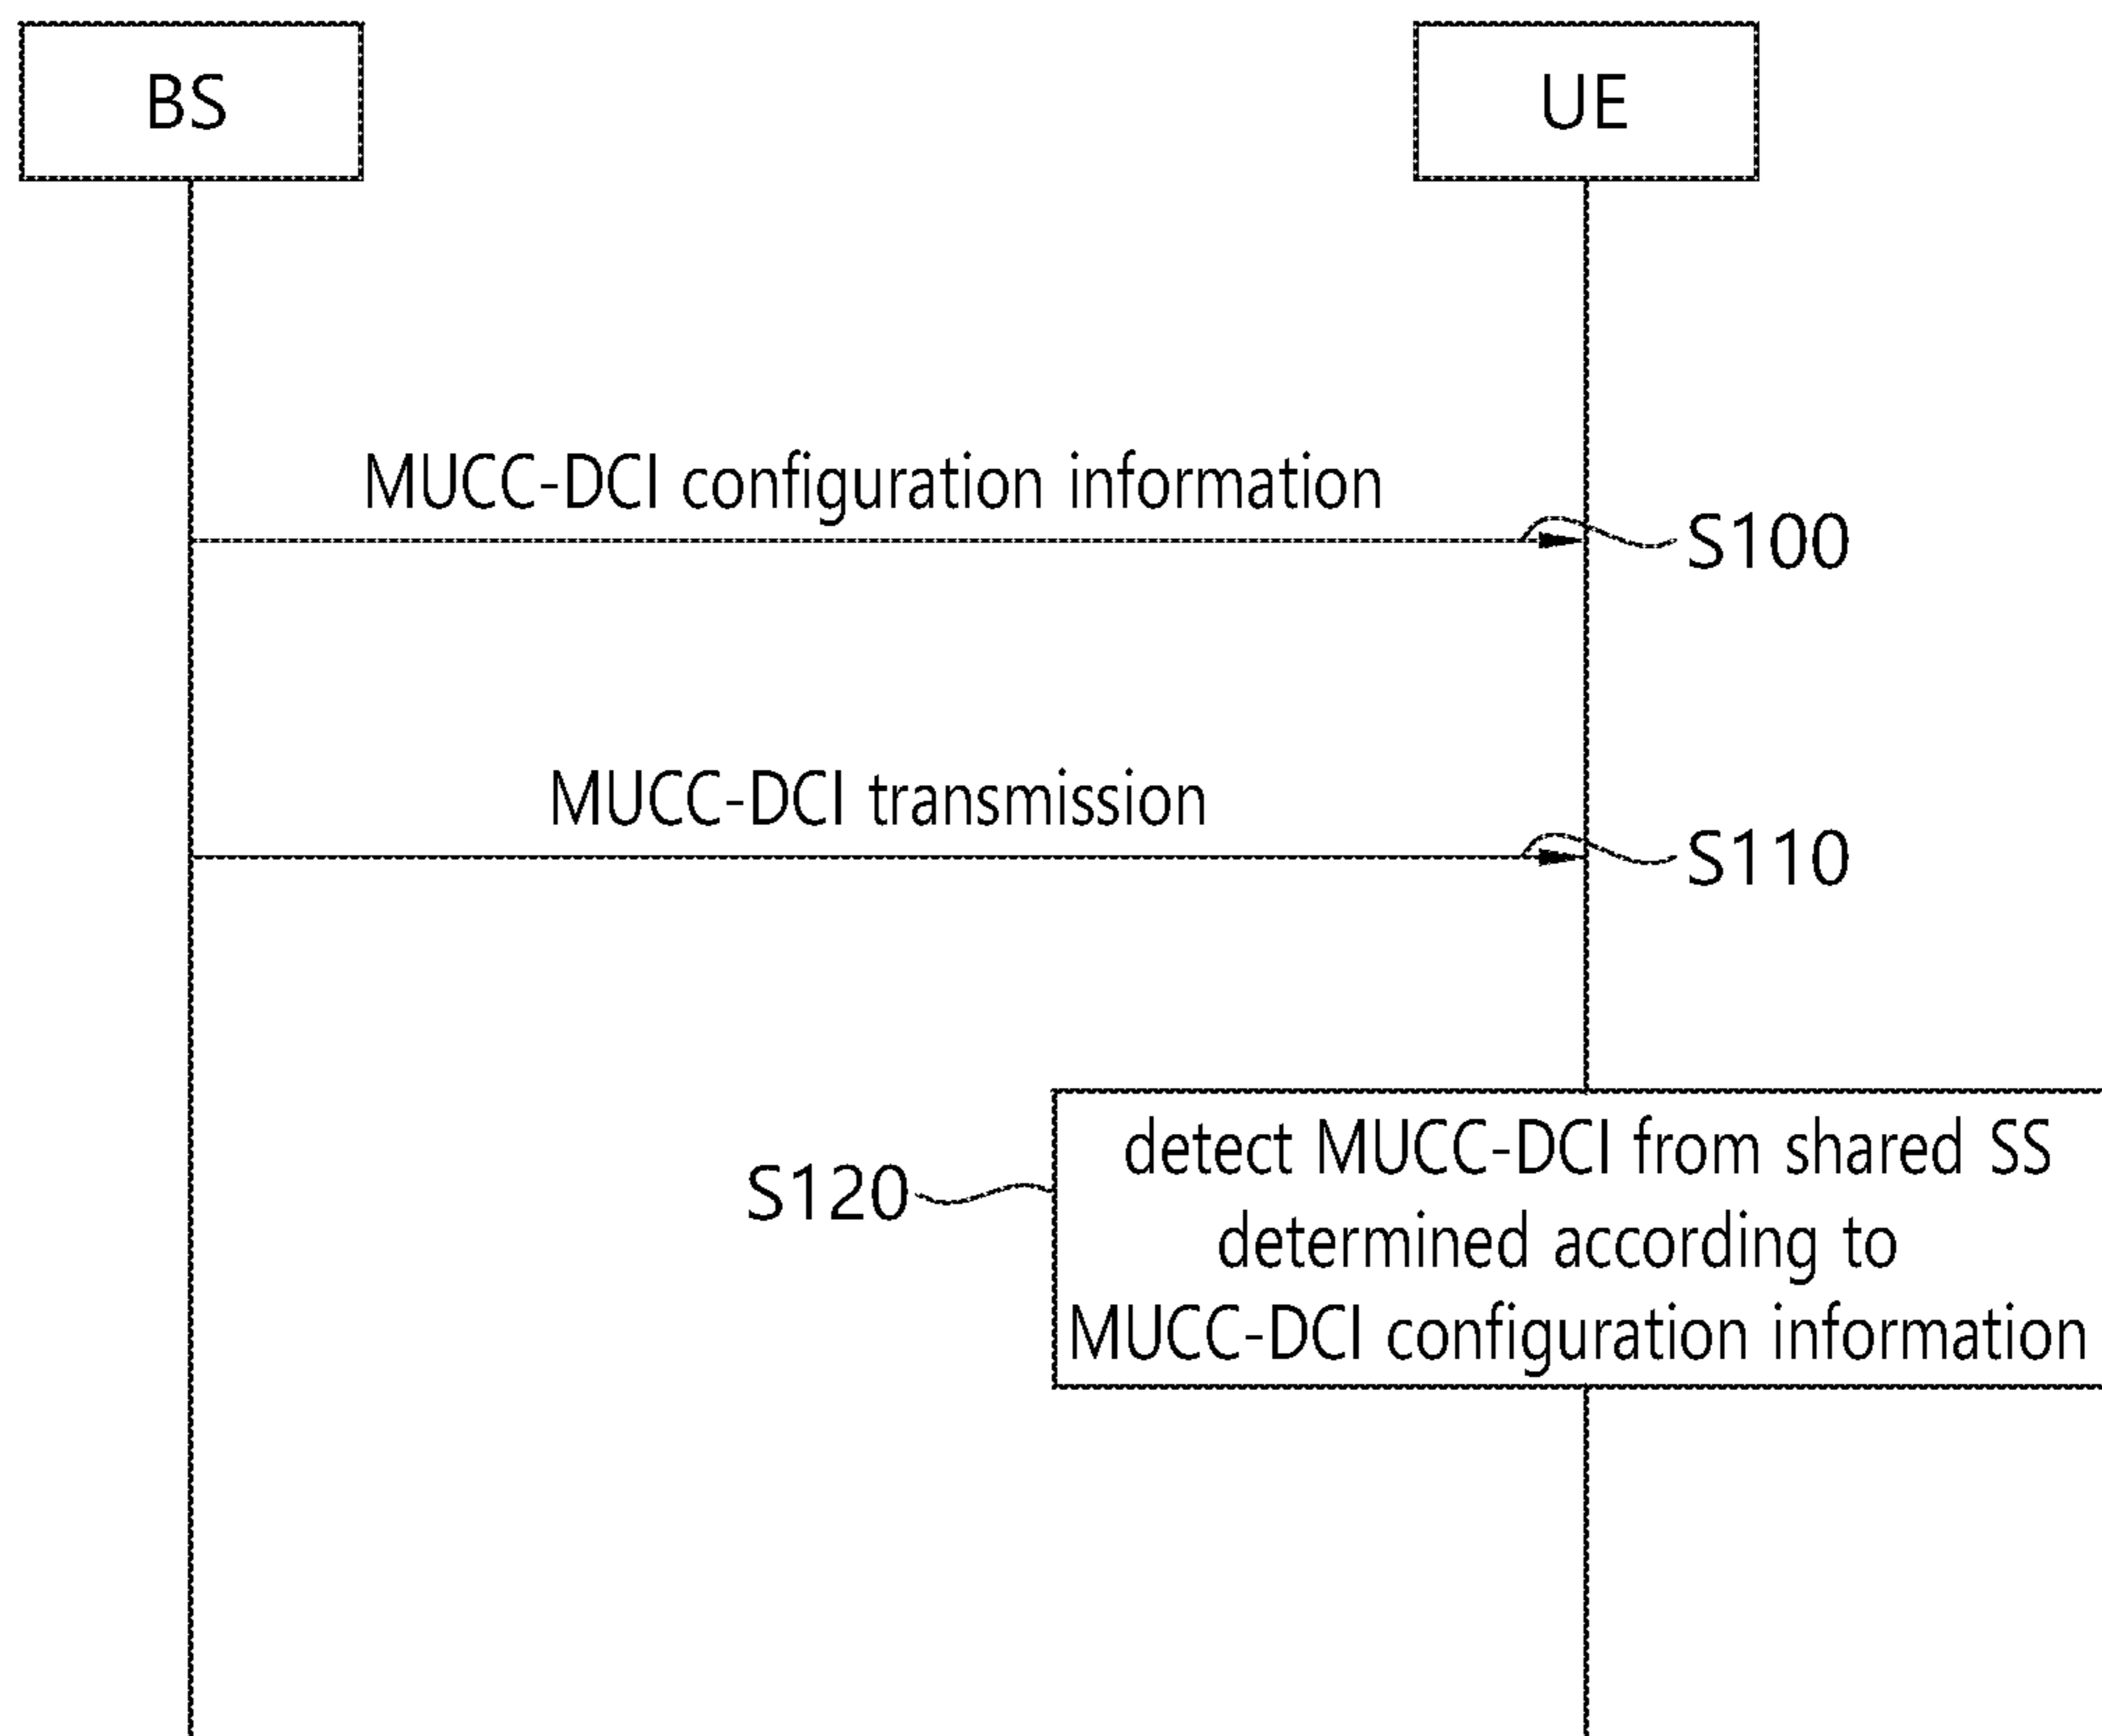 BS
UE
MUCC-DCI configuration information
S100
MUCC-DCI transmission
S110
S120
detect MUCC-DCI from shared SS
determined according to
MUCC-DCI configuration information